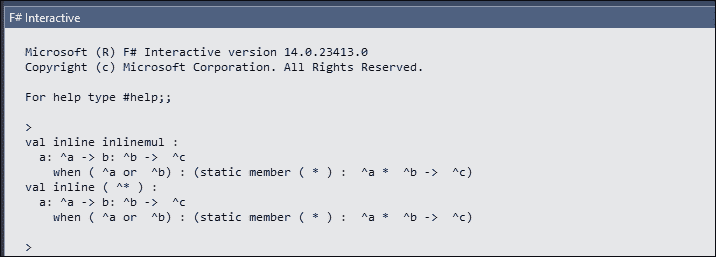 F# Interactive
Microsoft (R) F# Interactive version 14.0.23413.0
Copyright (c) Microsoft Corporation. All Rights Reserved.
For help type #help;;
>
val inline inlinemul :
a: ^a -> b: ^b -> ^c
when ( ^a or ^b) : (static member ( * ) : ^a * ^b -> ^c)
val inline ( ^* ) :
a: ^a -> b: ^b -> ^c
when ( ^a or ^b) : (static member ( * ) : ^a * ^b -> ^c)
>